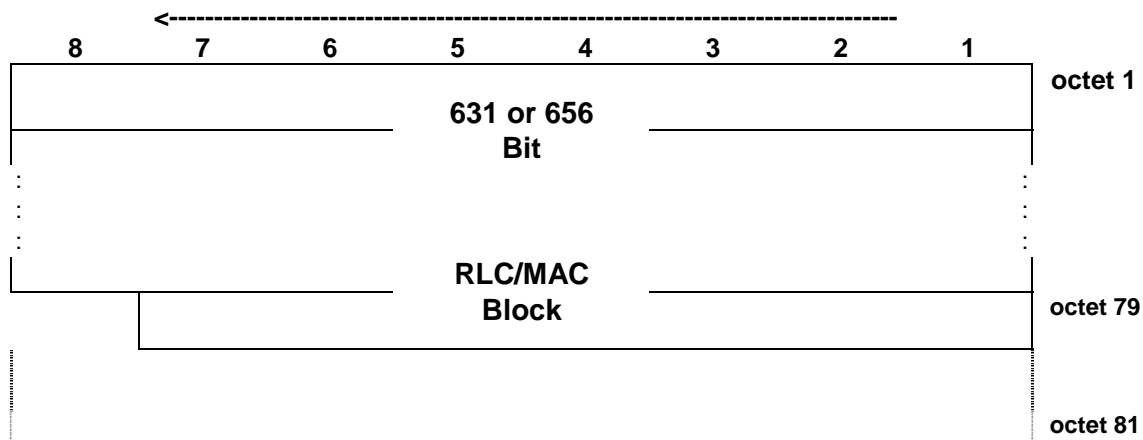 <--------------------------------------------------------------------------------
8 7 6 5 4 3 2 1
octet 1
631 or 656
Bit
: :
: :
: :
RLC/MAC
Block
octet 79
octet 81